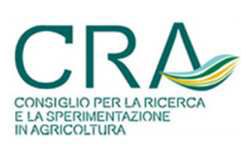 CRA
CONSIGLIO PER LA RICERCA
E LA SPERIMENTAZIONE
IN AGRICOLTURA